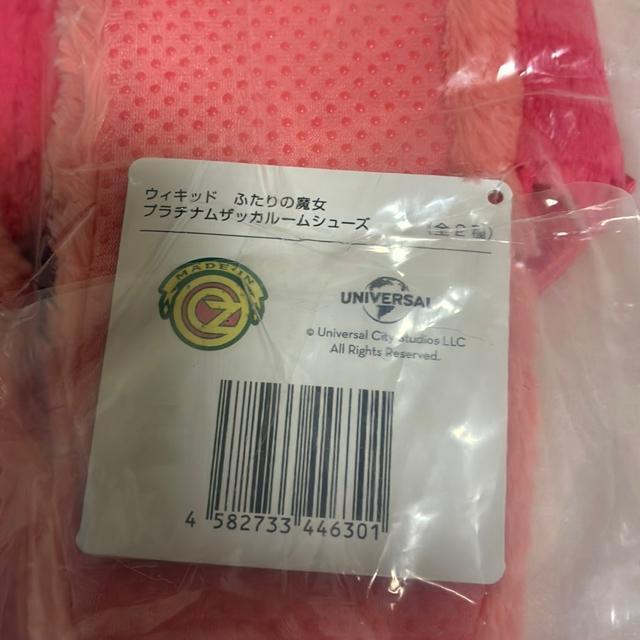 ウィキッド ふたりの魔女
プラチナムザッカルームシューズ (全2種)
MADE IN
UNIVERSAL
© Universal City Studios LLC
All Rights Reserved.
4 582733 446301